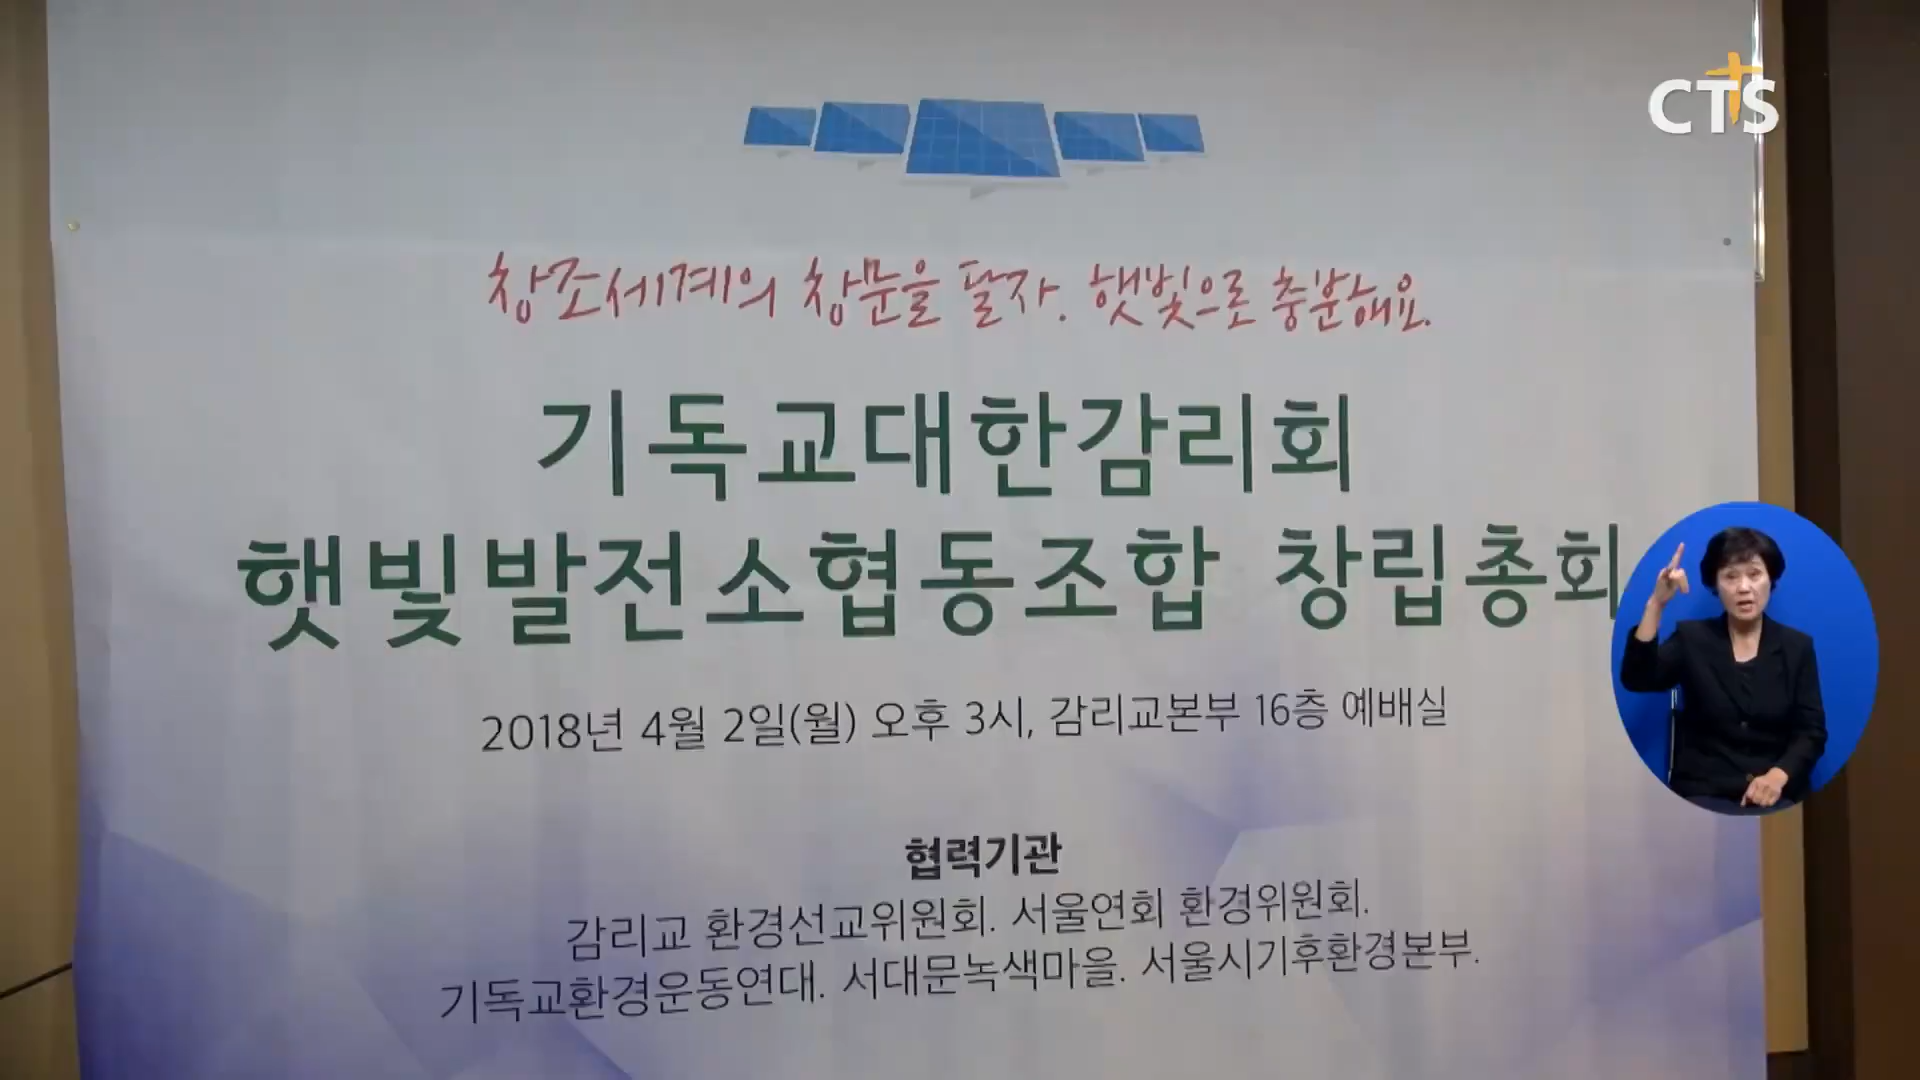 CTS
창조세계의 창문을 달자. 햇빛으로 충분해요.
기독교대한감리회
햇빛발전소협동조합 창립총회
2018년 4월 2일(월) 오후 3시, 감리교본부 16층 예배실
협력기관
감리교 환경선교위원회. 서울연회 환경위원회.
기독교환경운동연대. 서대문녹색마을. 서울시기후환경본부.